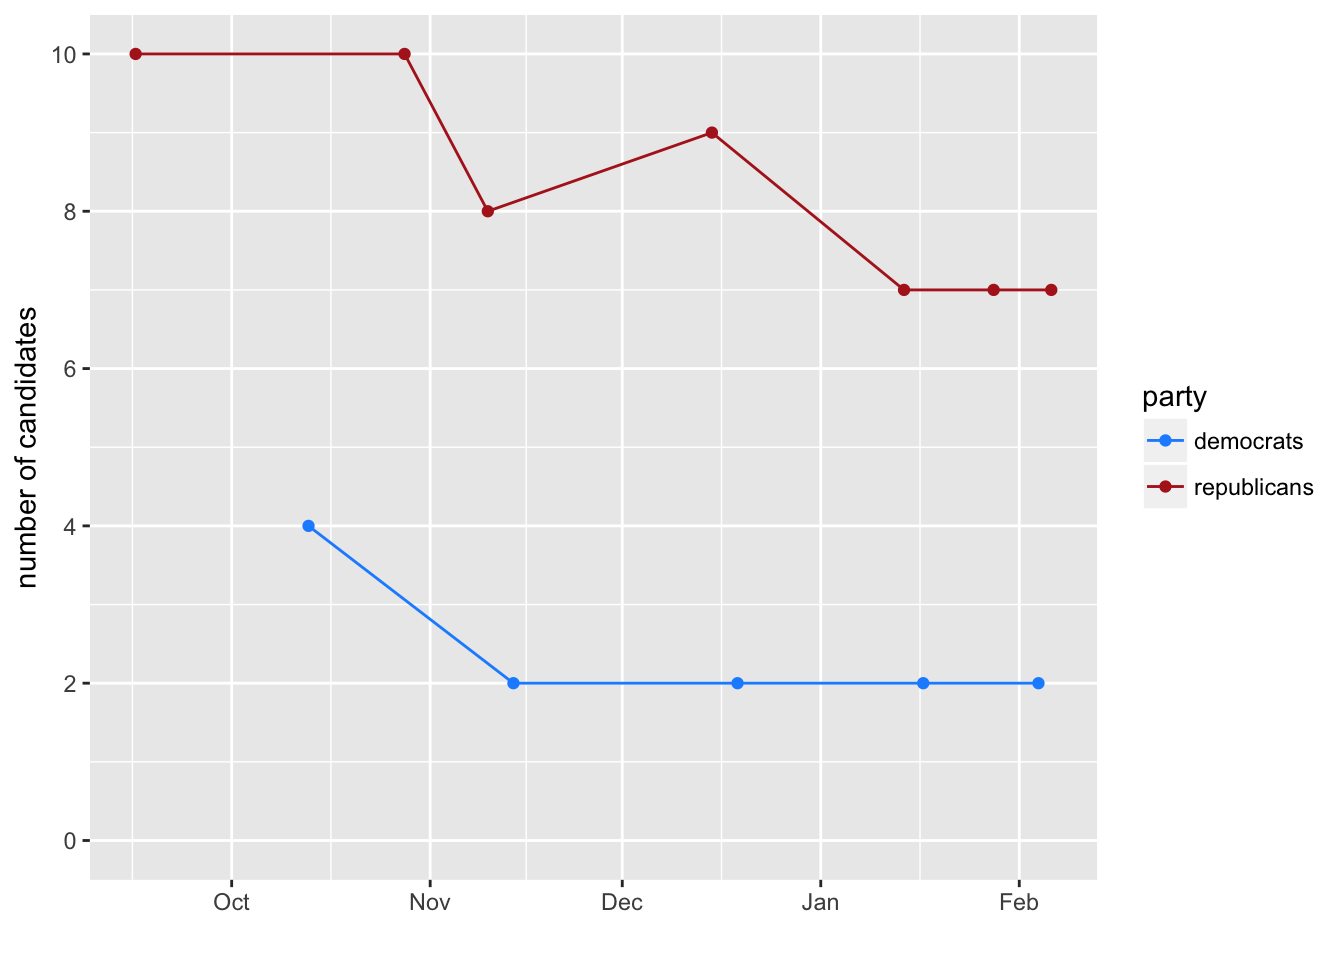 number of candidates
10
8
6
4
2
0
Oct Nov Dec Jan Feb
party
democrats
republicans